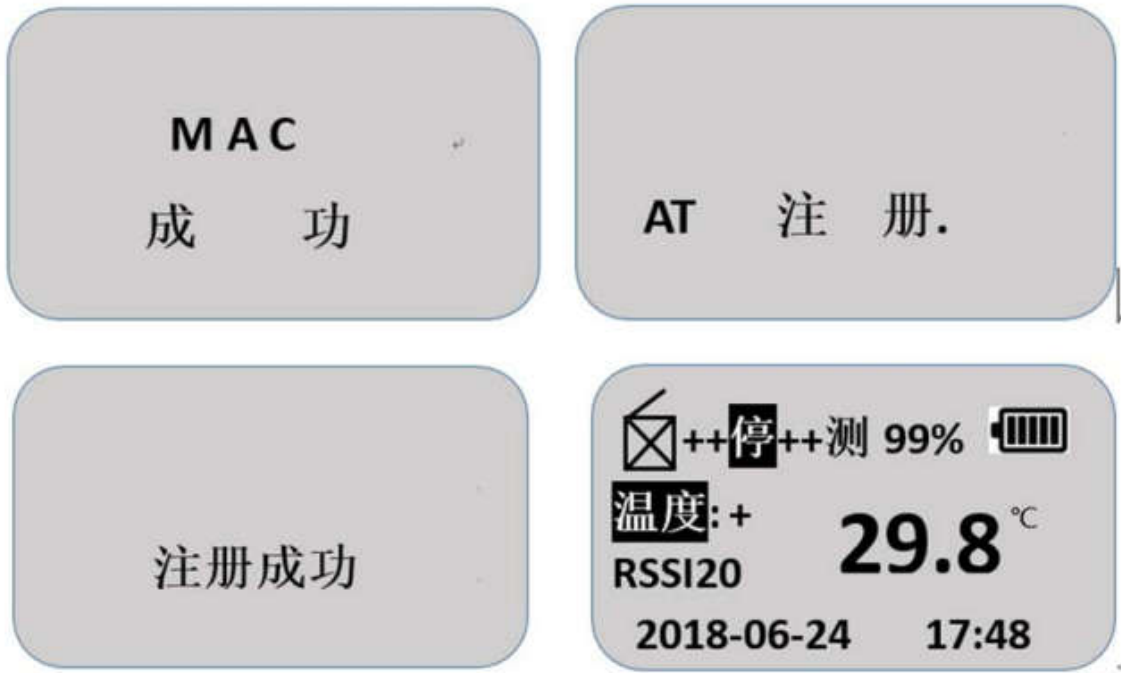 M A C
成 功
AT 注 册.
注册成功
++停++测 99%
温度: +
29.8 ℃
RSSI20
2018-06-24 17:48